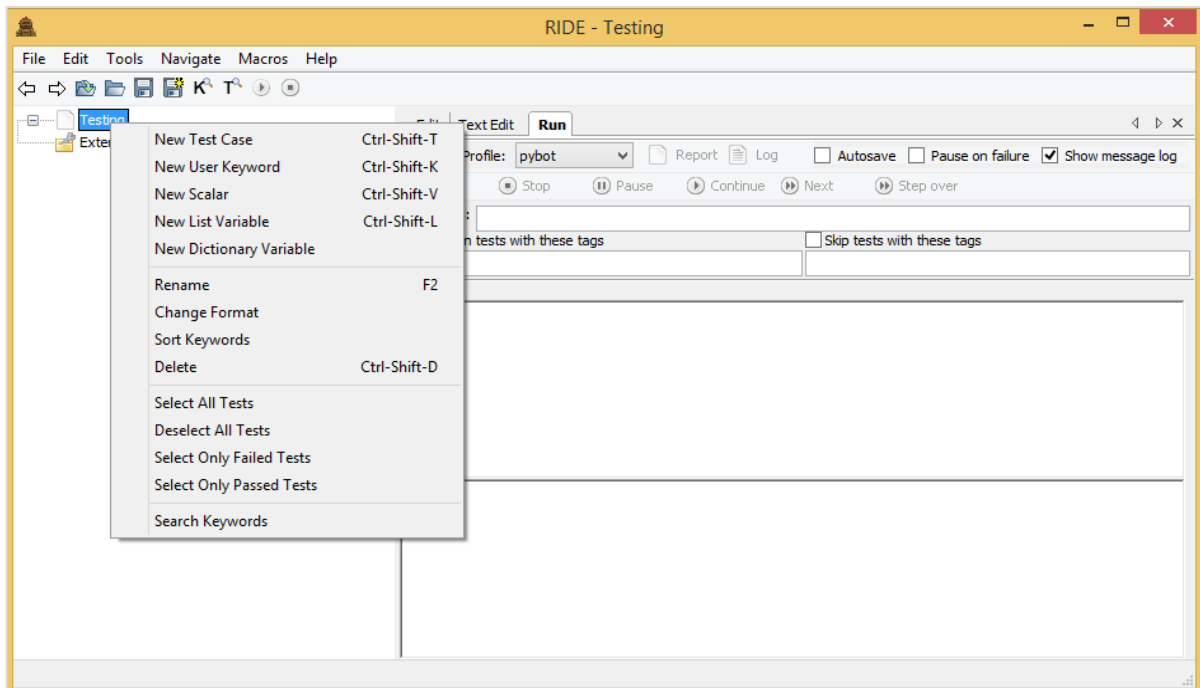 RIDE - Testing
File Edit Tools Navigate Macros Help
Testing
Exter
Edit Text Edit Run
Profile: pybot Report Log Autosave Pause on failure Show message log
Stop Pause Continue Next Step over
:
n tests with these tags Skip tests with these tags
New Test Case Ctrl-Shift-T
New User Keyword Ctrl-Shift-K
New Scalar Ctrl-Shift-V
New List Variable Ctrl-Shift-L
New Dictionary Variable
Rename F2
Change Format
Sort Keywords
Delete Ctrl-Shift-D
Select All Tests
Deselect All Tests
Select Only Failed Tests
Select Only Passed Tests
Search Keywords